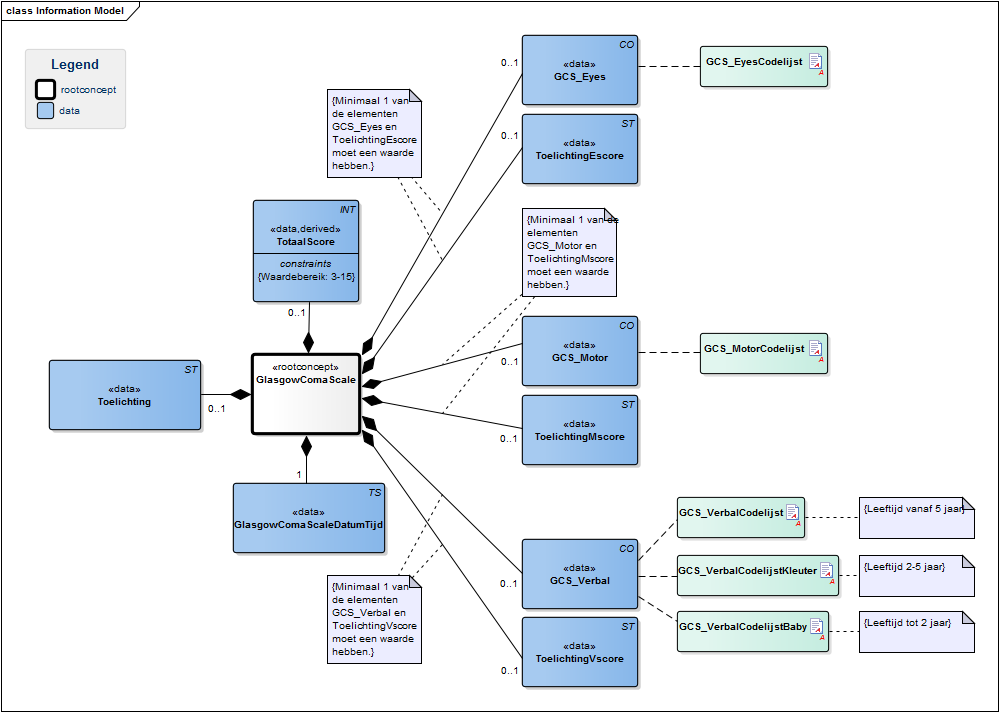 class Information Model
Legend
rootconcept
data
{Minimaal 1 van
de elementen
GCS_Eyes en
ToelichtingEscore
moet een waarde
hebben.}
0..1
CO
«data»
GCS_Eyes
GCS_EyesCodelijst
0..1
ST
«data»
ToelichtingEscore
INT
«data,derived»
TotaalScore
constraints
{Waardebereik: 3-15}
0..1
{Minimaal 1 van de
elementen
GCS_Motor en
ToelichtingMscore
moet een waarde
hebben.}
CO
«data»
GCS_Motor
0..1
GCS_MotorCodelijst
ST
«data»
Toelichting
0..1
«rootconcept»
GlasgowComaScale
ST
«data»
ToelichtingMscore
0..1
1
TS
«data»
GlasgowComaScaleDatumTijd
{Minimaal 1 van
de elementen
GCS_Verbal en
ToelichtingVscore
moet een waarde
hebben.}
CO
«data»
GCS_Verbal
0..1
GCS_VerbalCodelijst
{Leeftijd vanaf 5 jaar}
GCS_VerbalCodelijstKleuter
{Leeftijd 2-5 jaar}
GCS_VerbalCodelijstBaby
{Leeftijd tot 2 jaar}
ST
«data»
ToelichtingVscore
0..1